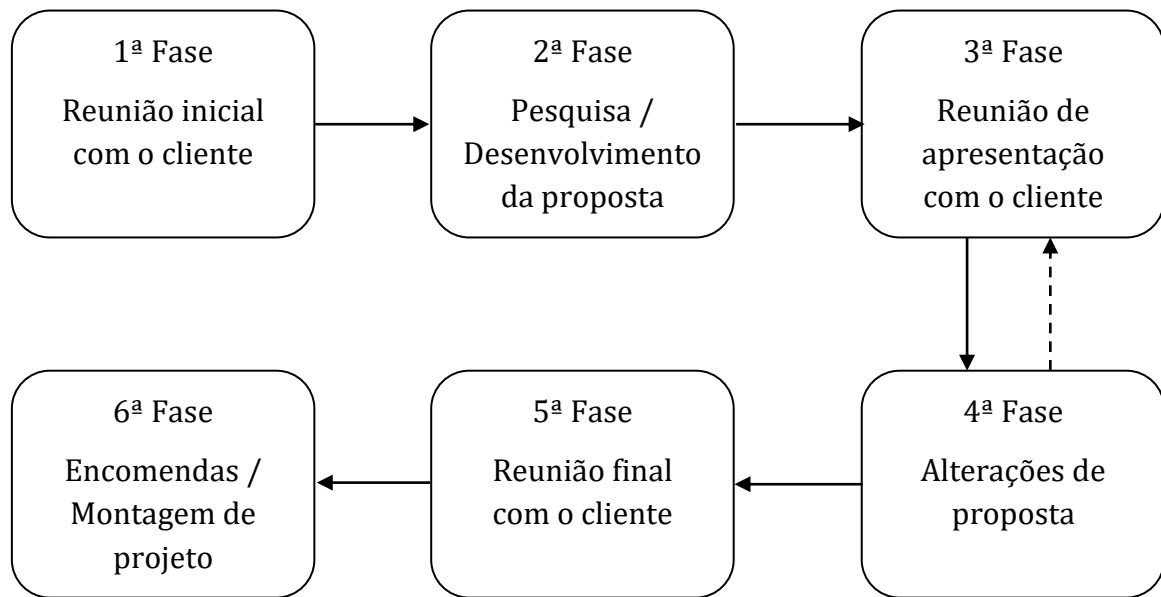 1ª Fase
Reunião inicial
com o cliente
2ª Fase
Pesquisa /
Desenvolvimento
da proposta
3ª Fase
Reunião de
apresentação
com o cliente
4ª Fase
Alterações de
proposta
5ª Fase
Reunião final
com o cliente
6ª Fase
Encomendas /
Montagem de
projeto